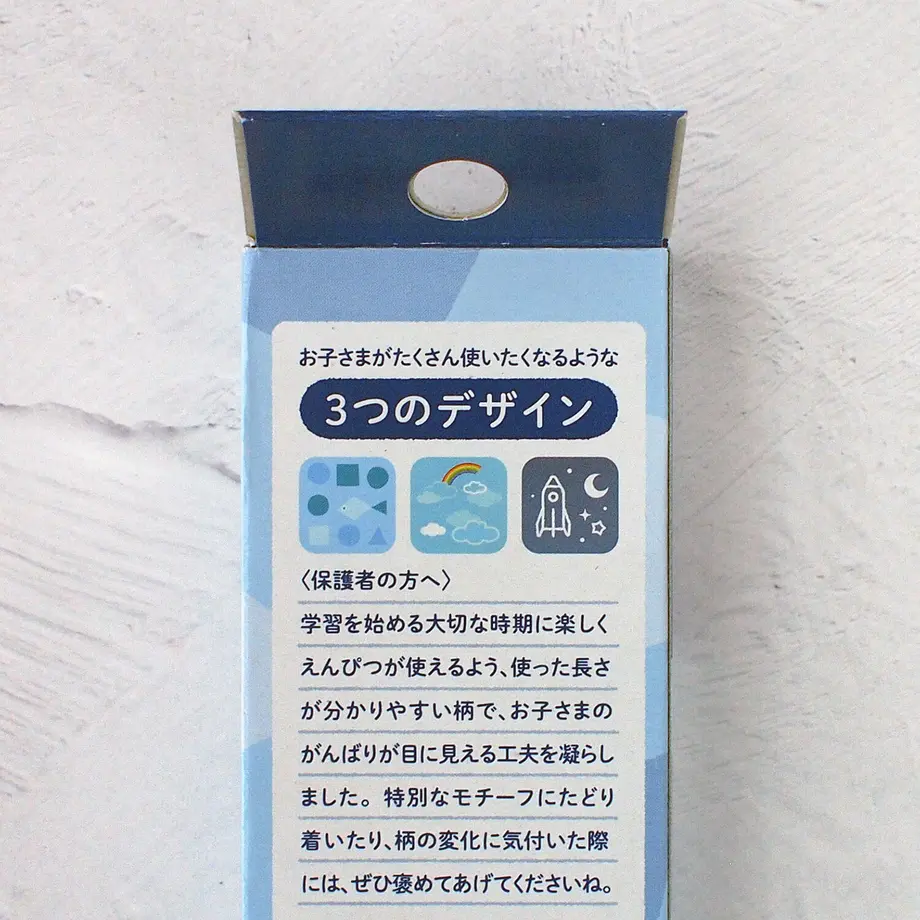 お子さまがたくさん使いたくなるような
3つのデザイン
〈保護者の方へ〉
学習を始める大切な時期に楽しく
えんぴつが使えるよう、使った長さ
が分かりやすい柄で、お子さまの
がんばりが目に見える工夫を凝らし
ました。特別なモチーフにたどり
着いたり、柄の変化に気付いた際
には、ぜひ褒めてあげてくださいね。